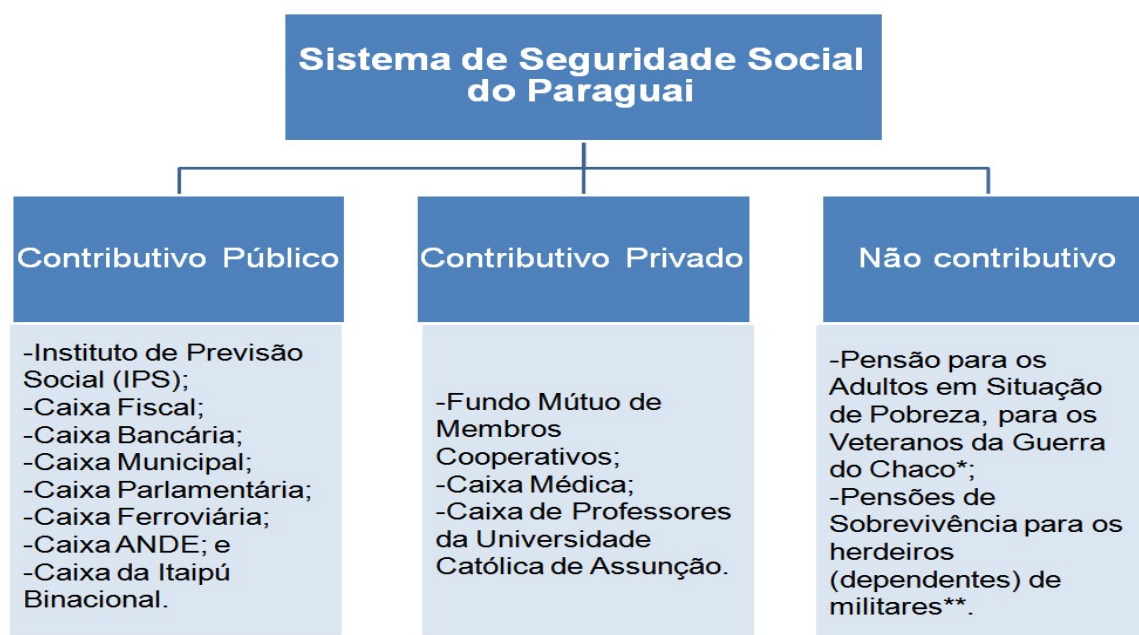 Sistema de Seguridade Social
do Paraguai
Contributivo Público
-Instituto de Previsão
Social (IPS);
-Caixa Fiscal;
-Caixa Bancária;
-Caixa Municipal;
-Caixa Parlamentária;
-Caixa Ferroviária;
-Caixa ANDE; e
-Caixa da Itaipú
Binacional.
Contributivo Privado
-Fundo Mútuo de
Membros
Cooperativos;
-Caixa Médica;
-Caixa de Professores
da Universidade
Católica de Assunção.
Não contributivo
-Pensão para os
Adultos em Situação
de Pobreza, para os
Veteranos da Guerra
do Chaco*;
-Pensões de
Sobrevivência para os
herdeiros
(dependentes) de
militares**.